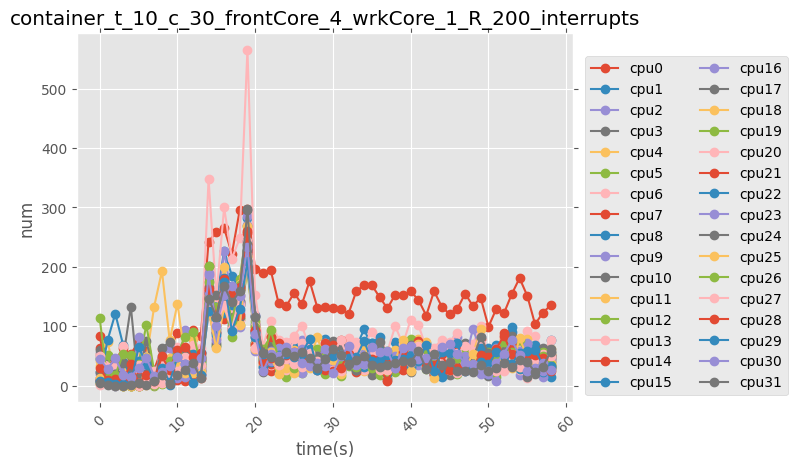 container_t_10_c_30_frontCore_4_wrkCore_1_R_200_interrupts
500
400
300
200
100
0
num
0
10
20
30
40
50
60
time(s)
cpu0
cpu1
cpu2
cpu3
cpu4
cpu5
cpu6
cpu7
cpu8
cpu9
cpu10
cpu11
cpu12
cpu13
cpu14
cpu15
cpu16
cpu17
cpu18
cpu19
cpu20
cpu21
cpu22
cpu23
cpu24
cpu25
cpu26
cpu27
cpu28
cpu29
cpu30
cpu31